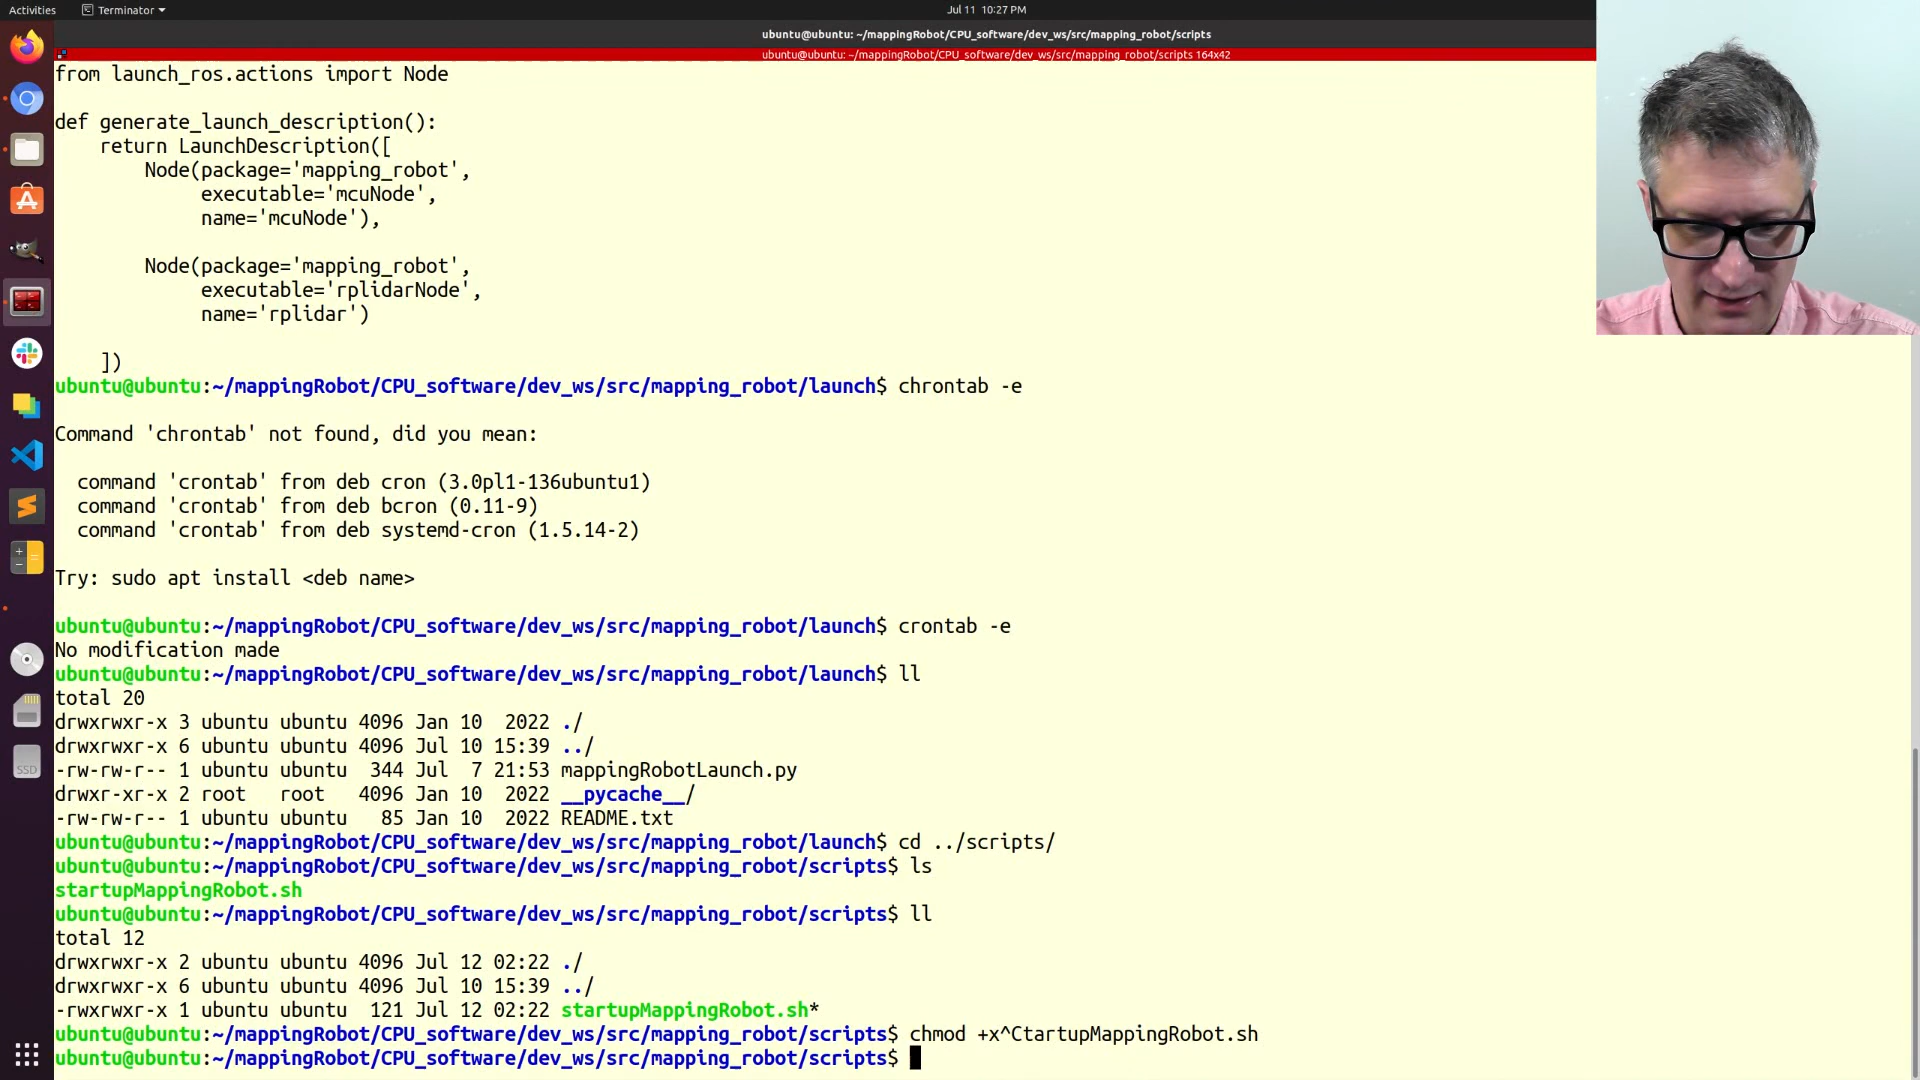 Activities
Terminator
Jul 11 10:27 PM
ubuntu@ubuntu: ~/mappingRobot/CPU_software/dev_ws/src/mapping_robot/scripts
ubuntu@ubuntu: ~/mappingRobot/CPU_software/dev_ws/src/mapping_robot/scripts 164x42
from launch_ros.actions import Node
def generate_launch_description():
    return LaunchDescription([
        Node(package='mapping_robot',
             executable='mcuNode',
             name='mcuNode'),
        Node(package='mapping_robot',
             executable='rplidarNode',
             name='rplidar')
    ])
ubuntu@ubuntu:~/mappingRobot/CPU_software/dev_ws/src/mapping_robot/launch$ chrontab -e
Command 'chrontab' not found, did you mean:
  command 'crontab' from deb cron (3.0pl1-136ubuntu1)
  command 'crontab' from deb bcron (0.11-9)
  command 'crontab' from deb systemd-cron (1.5.14-2)
Try: sudo apt install <deb name>
ubuntu@ubuntu:~/mappingRobot/CPU_software/dev_ws/src/mapping_robot/launch$ crontab -e
No modification made
ubuntu@ubuntu:~/mappingRobot/CPU_software/dev_ws/src/mapping_robot/launch$ ll
total 20
drwxrwxr-x 3 ubuntu ubuntu 4096 Jan 10  2022 ./
drwxrwxr-x 6 ubuntu ubuntu 4096 Jul 10 15:39 ../
-rw-rw-r-- 1 ubuntu ubuntu  344 Jul  7 21:53 mappingRobotLaunch.py
drwxr-xr-x 2 root   root   4096 Jan 10  2022 __pycache__/
-rw-rw-r-- 1 ubuntu ubuntu   85 Jan 10  2022 README.txt
ubuntu@ubuntu:~/mappingRobot/CPU_software/dev_ws/src/mapping_robot/launch$ cd ../scripts/
ubuntu@ubuntu:~/mappingRobot/CPU_software/dev_ws/src/mapping_robot/scripts$ ls
startupMappingRobot.sh
ubuntu@ubuntu:~/mappingRobot/CPU_software/dev_ws/src/mapping_robot/scripts$ ll
total 12
drwxrwxr-x 2 ubuntu ubuntu 4096 Jul 12 02:22 ./
drwxrwxr-x 6 ubuntu ubuntu 4096 Jul 10 15:39 ../
-rwxrwxr-x 1 ubuntu ubuntu  121 Jul 12 02:22 startupMappingRobot.sh*
ubuntu@ubuntu:~/mappingRobot/CPU_software/dev_ws/src/mapping_robot/scripts$ chmod +x^CtartupMappingRobot.sh
ubuntu@ubuntu:~/mappingRobot/CPU_software/dev_ws/src/mapping_robot/scripts$
SSD